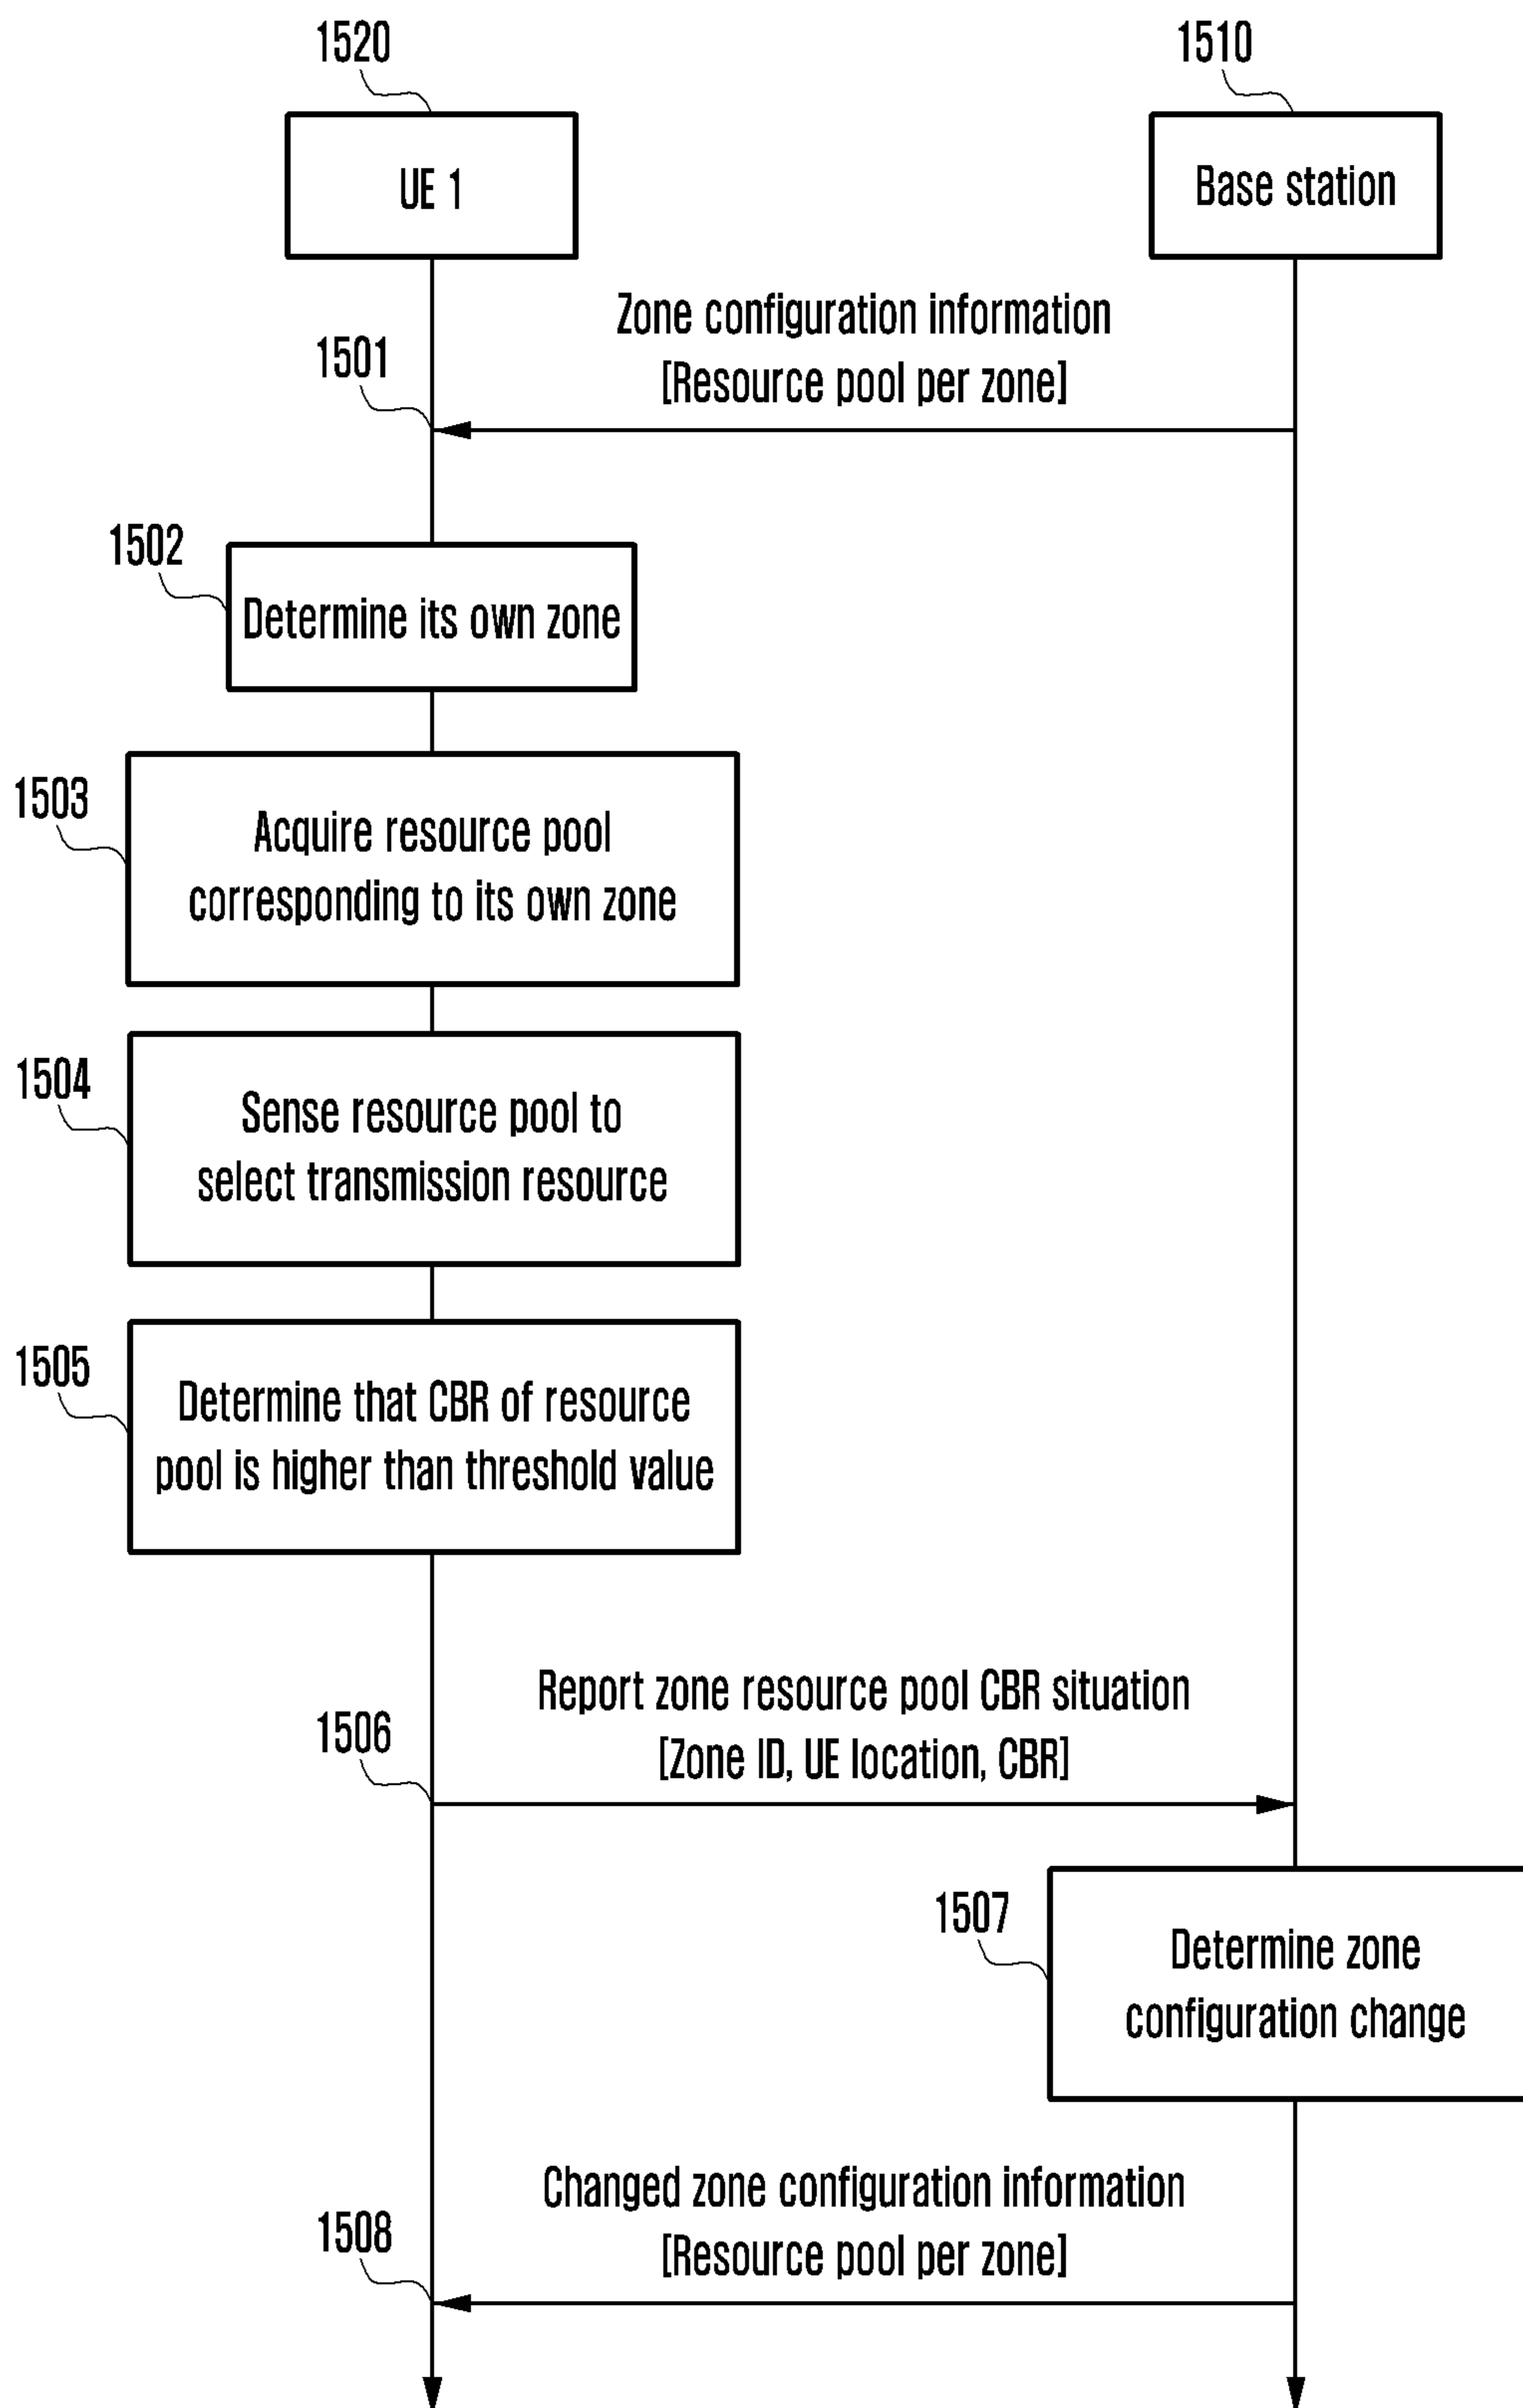 1520
1510
UE 1
Base station
Zone configuration information
[Resource pool per zone]
1501
1502
Determine its own zone
1503
Acquire resource pool
corresponding to its own zone
1504
Sense resource pool to
select transmission resource
1505
Determine that CBR of resource
pool is higher than threshold value
Report zone resource pool CBR situation
[Zone ID, UE location, CBR]
1506
1507
Determine zone
configuration change
Changed zone configuration information
[Resource pool per zone]
1508